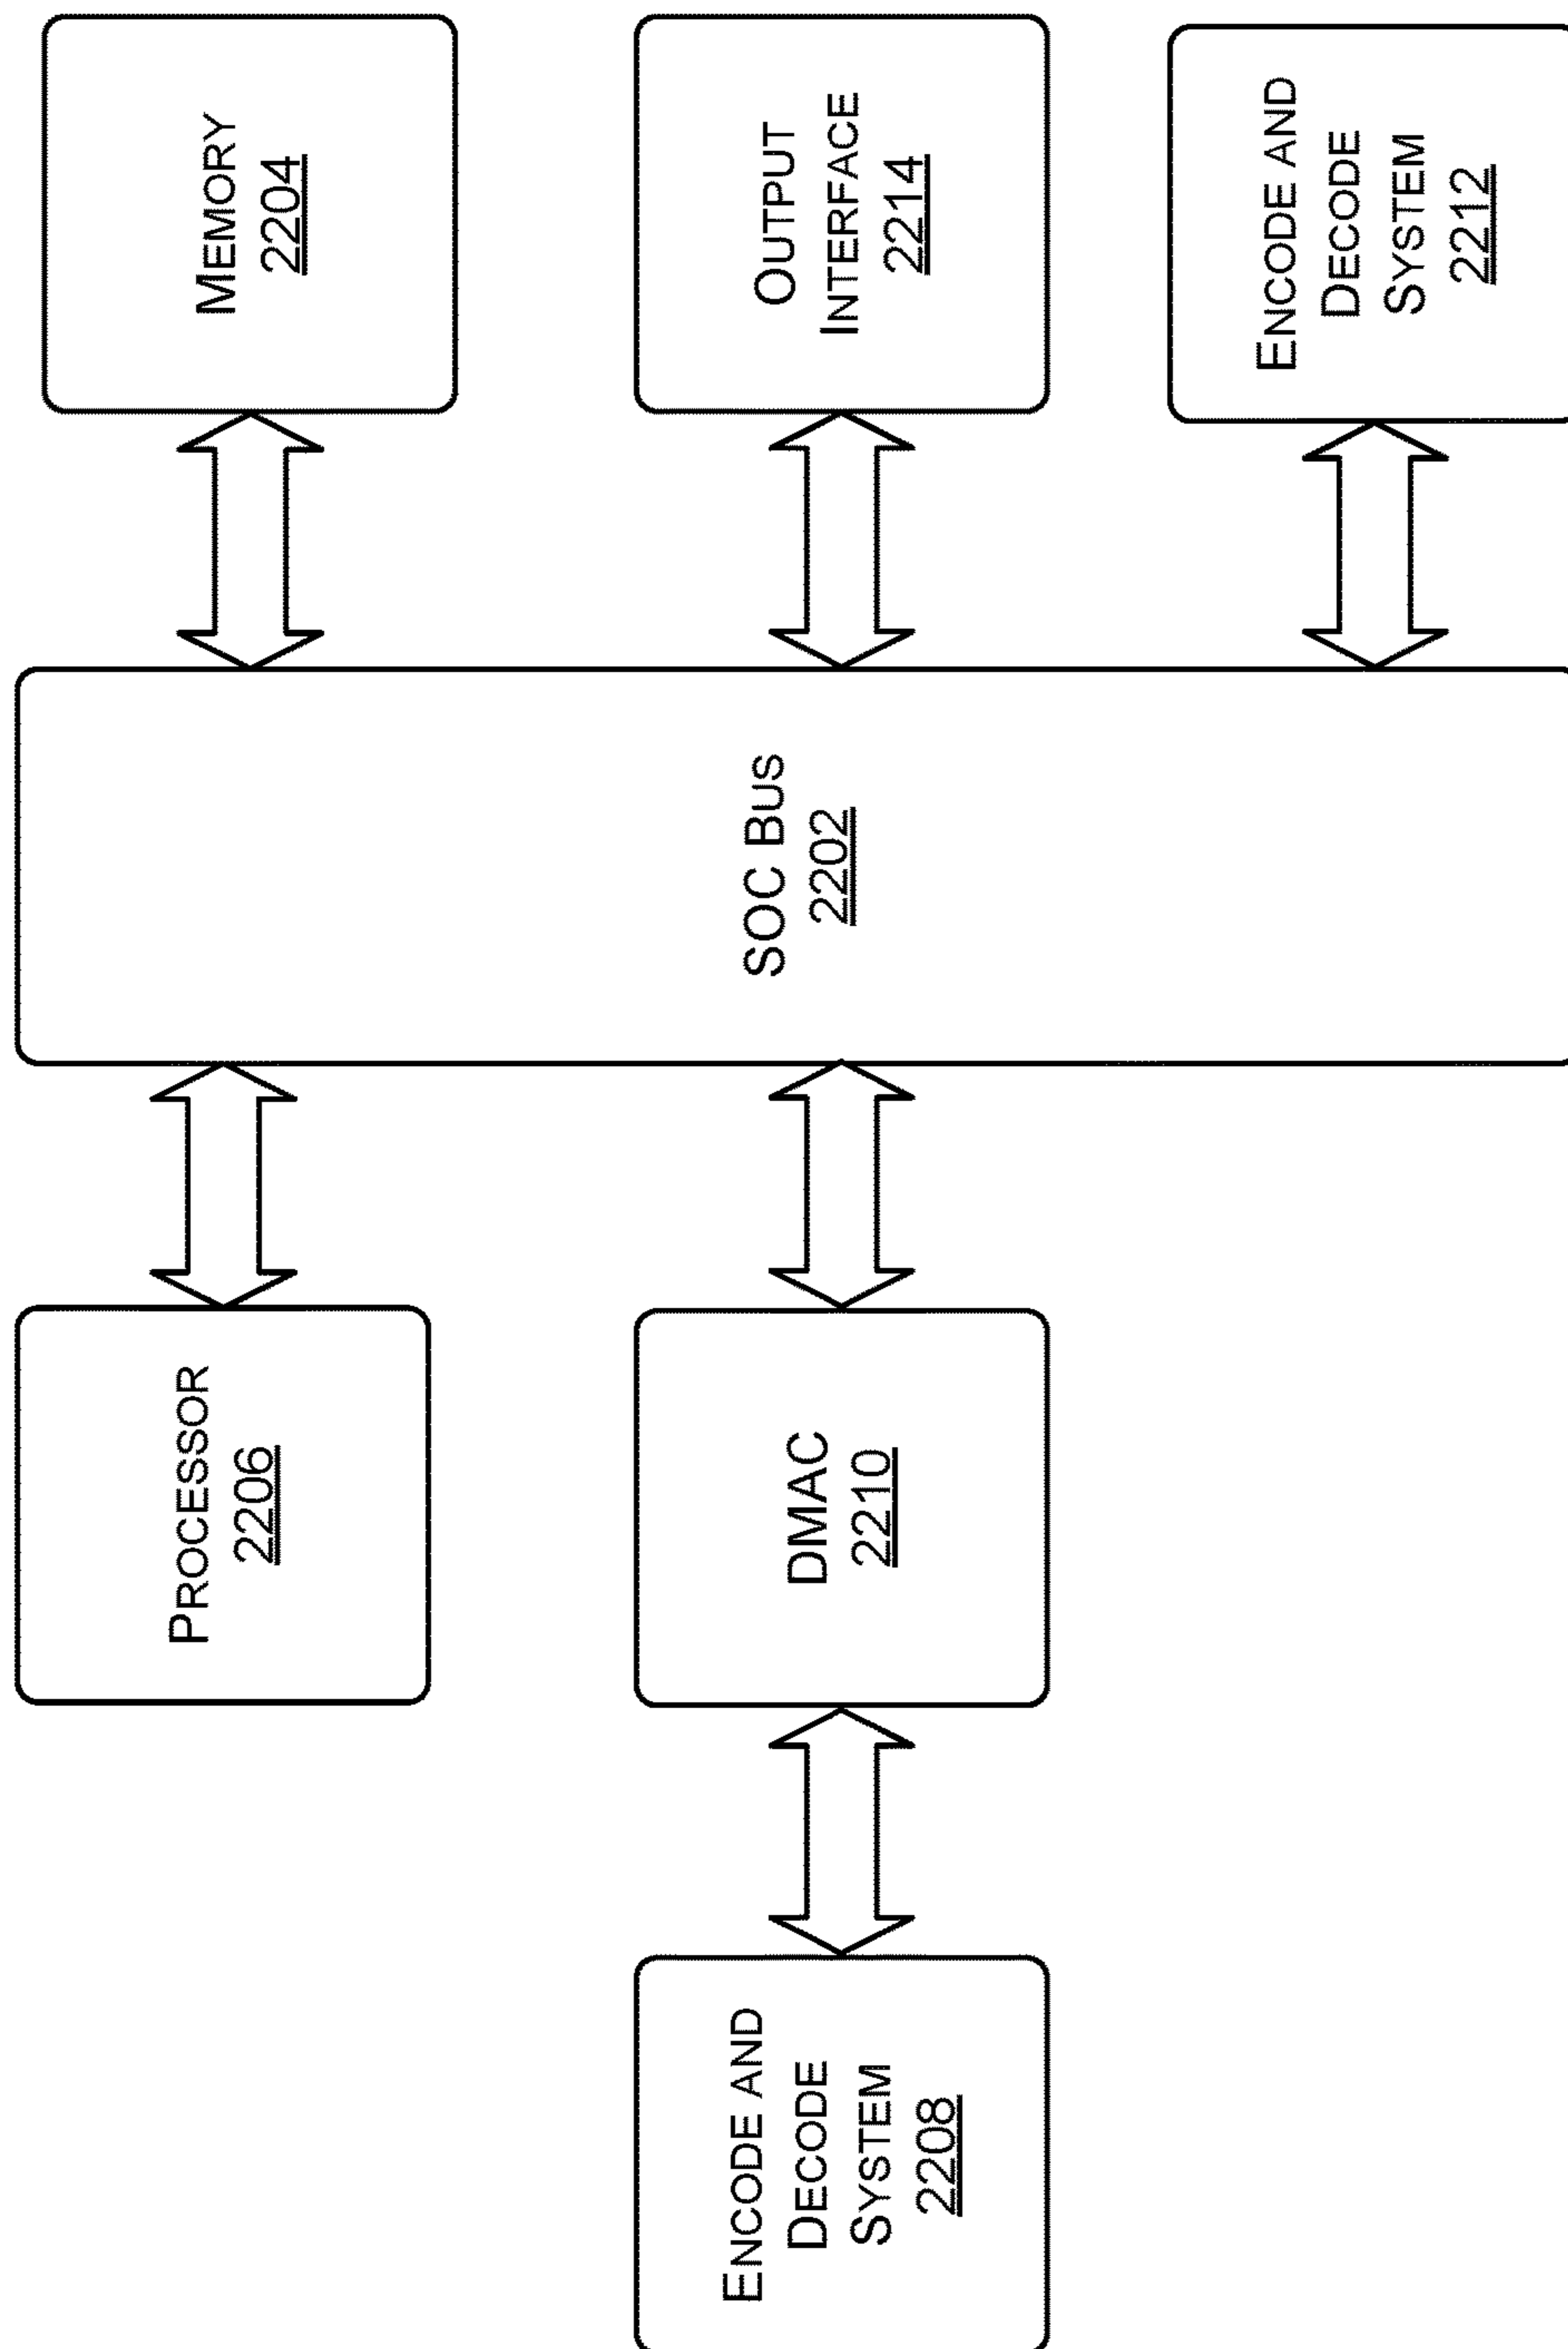 PROCESSOR
2206
MEMORY
2204
ENCODE AND
DECODE
SYSTEM
2208
DMAC
2210
SOC BUS
2202
OUTPUT
INTERFACE
2214
ENCODE AND
DECODE
SYSTEM
2212